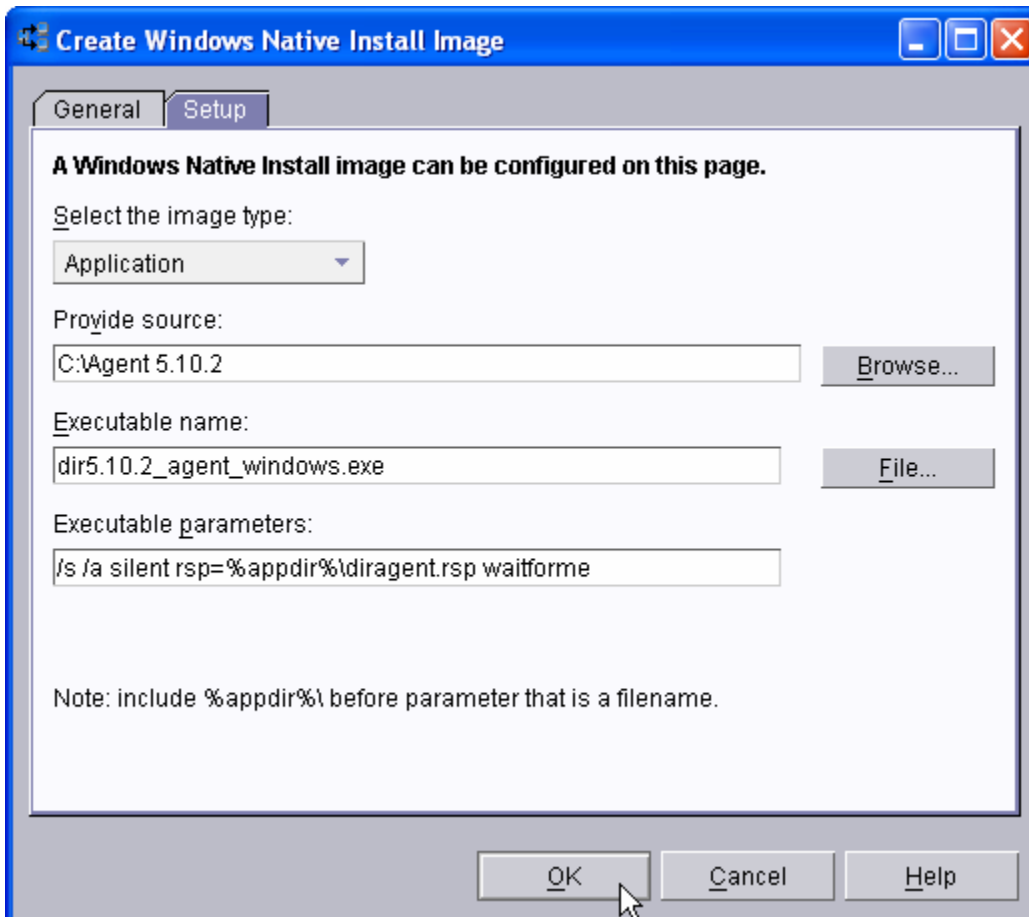 Create Windows Native Install Image
General Setup
A Windows Native Install image can be configured on this page.
Select the image type:
Application
Provide source:
C:\Agent 5.10.2
Browse...
Executable name:
dir5.10.2_agent_windows.exe
File...
Executable parameters:
/s /a silent rsp=%appdir%\diragent.rsp waitforme
Note: include %appdir%\ before parameter that is a filename.
OK Cancel Help